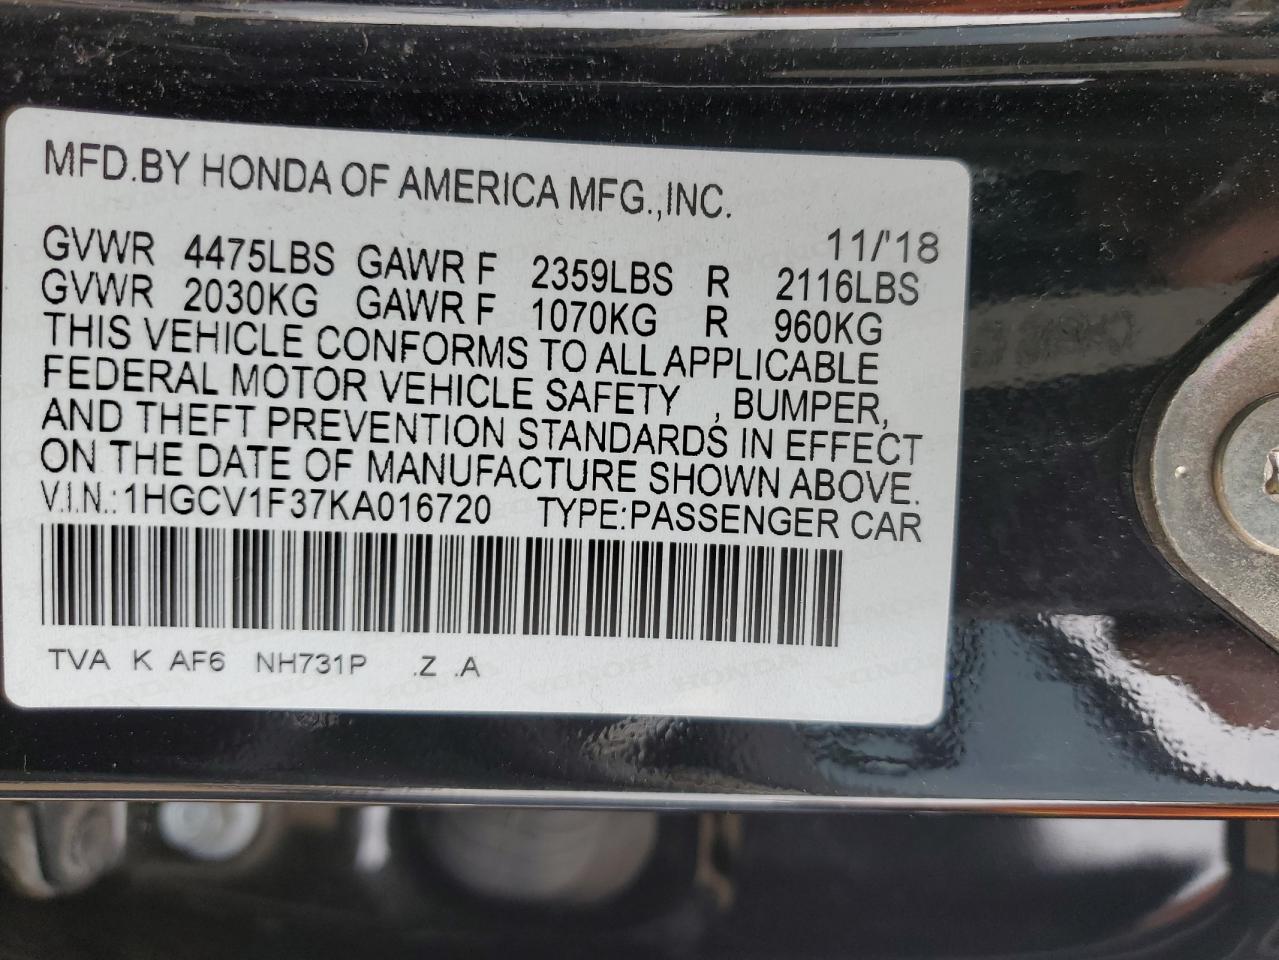 MFD.BY HONDA OF AMERICA MFG.,INC.
11/'18
GVWR 4475LBS GAWR F 2359LBS R 2116LBS
GVWR 2030KG GAWR F 1070KG R 960KG
THIS VEHICLE CONFORMS TO ALL APPLICABLE
FEDERAL MOTOR VEHICLE SAFETY , BUMPER,
AND THEFT PREVENTION STANDARDS IN EFFECT
ON THE DATE OF MANUFACTURE SHOWN ABOVE.
V.I.N.:1HGCV1F37KA016720 TYPE:PASSENGER CAR
TVA K AF6 NH731P .Z .A